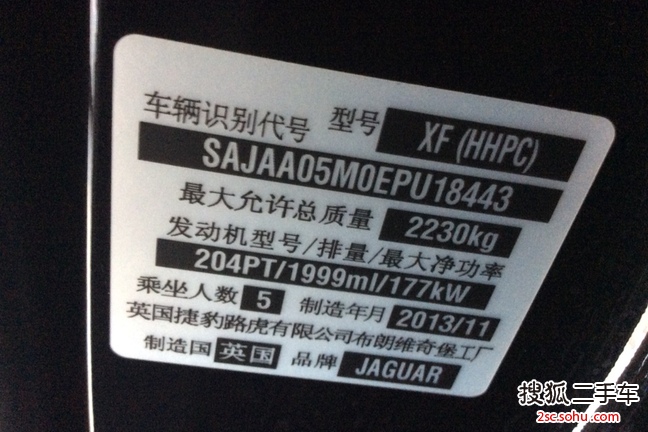 型号 XF (HHPC)
车辆识别代号
SAJAA05M0EPU18443
最大允许总质量 2230kg
发动机型号/排量/最大净功率
204PT/1999ml/177kW
乘坐人数 5 制造年月 2013/11
英国捷豹路虎有限公司布朗维奇堡工厂
制造国 英国 品牌 JAGUAR
搜狐二手车
2sc.sohu.com